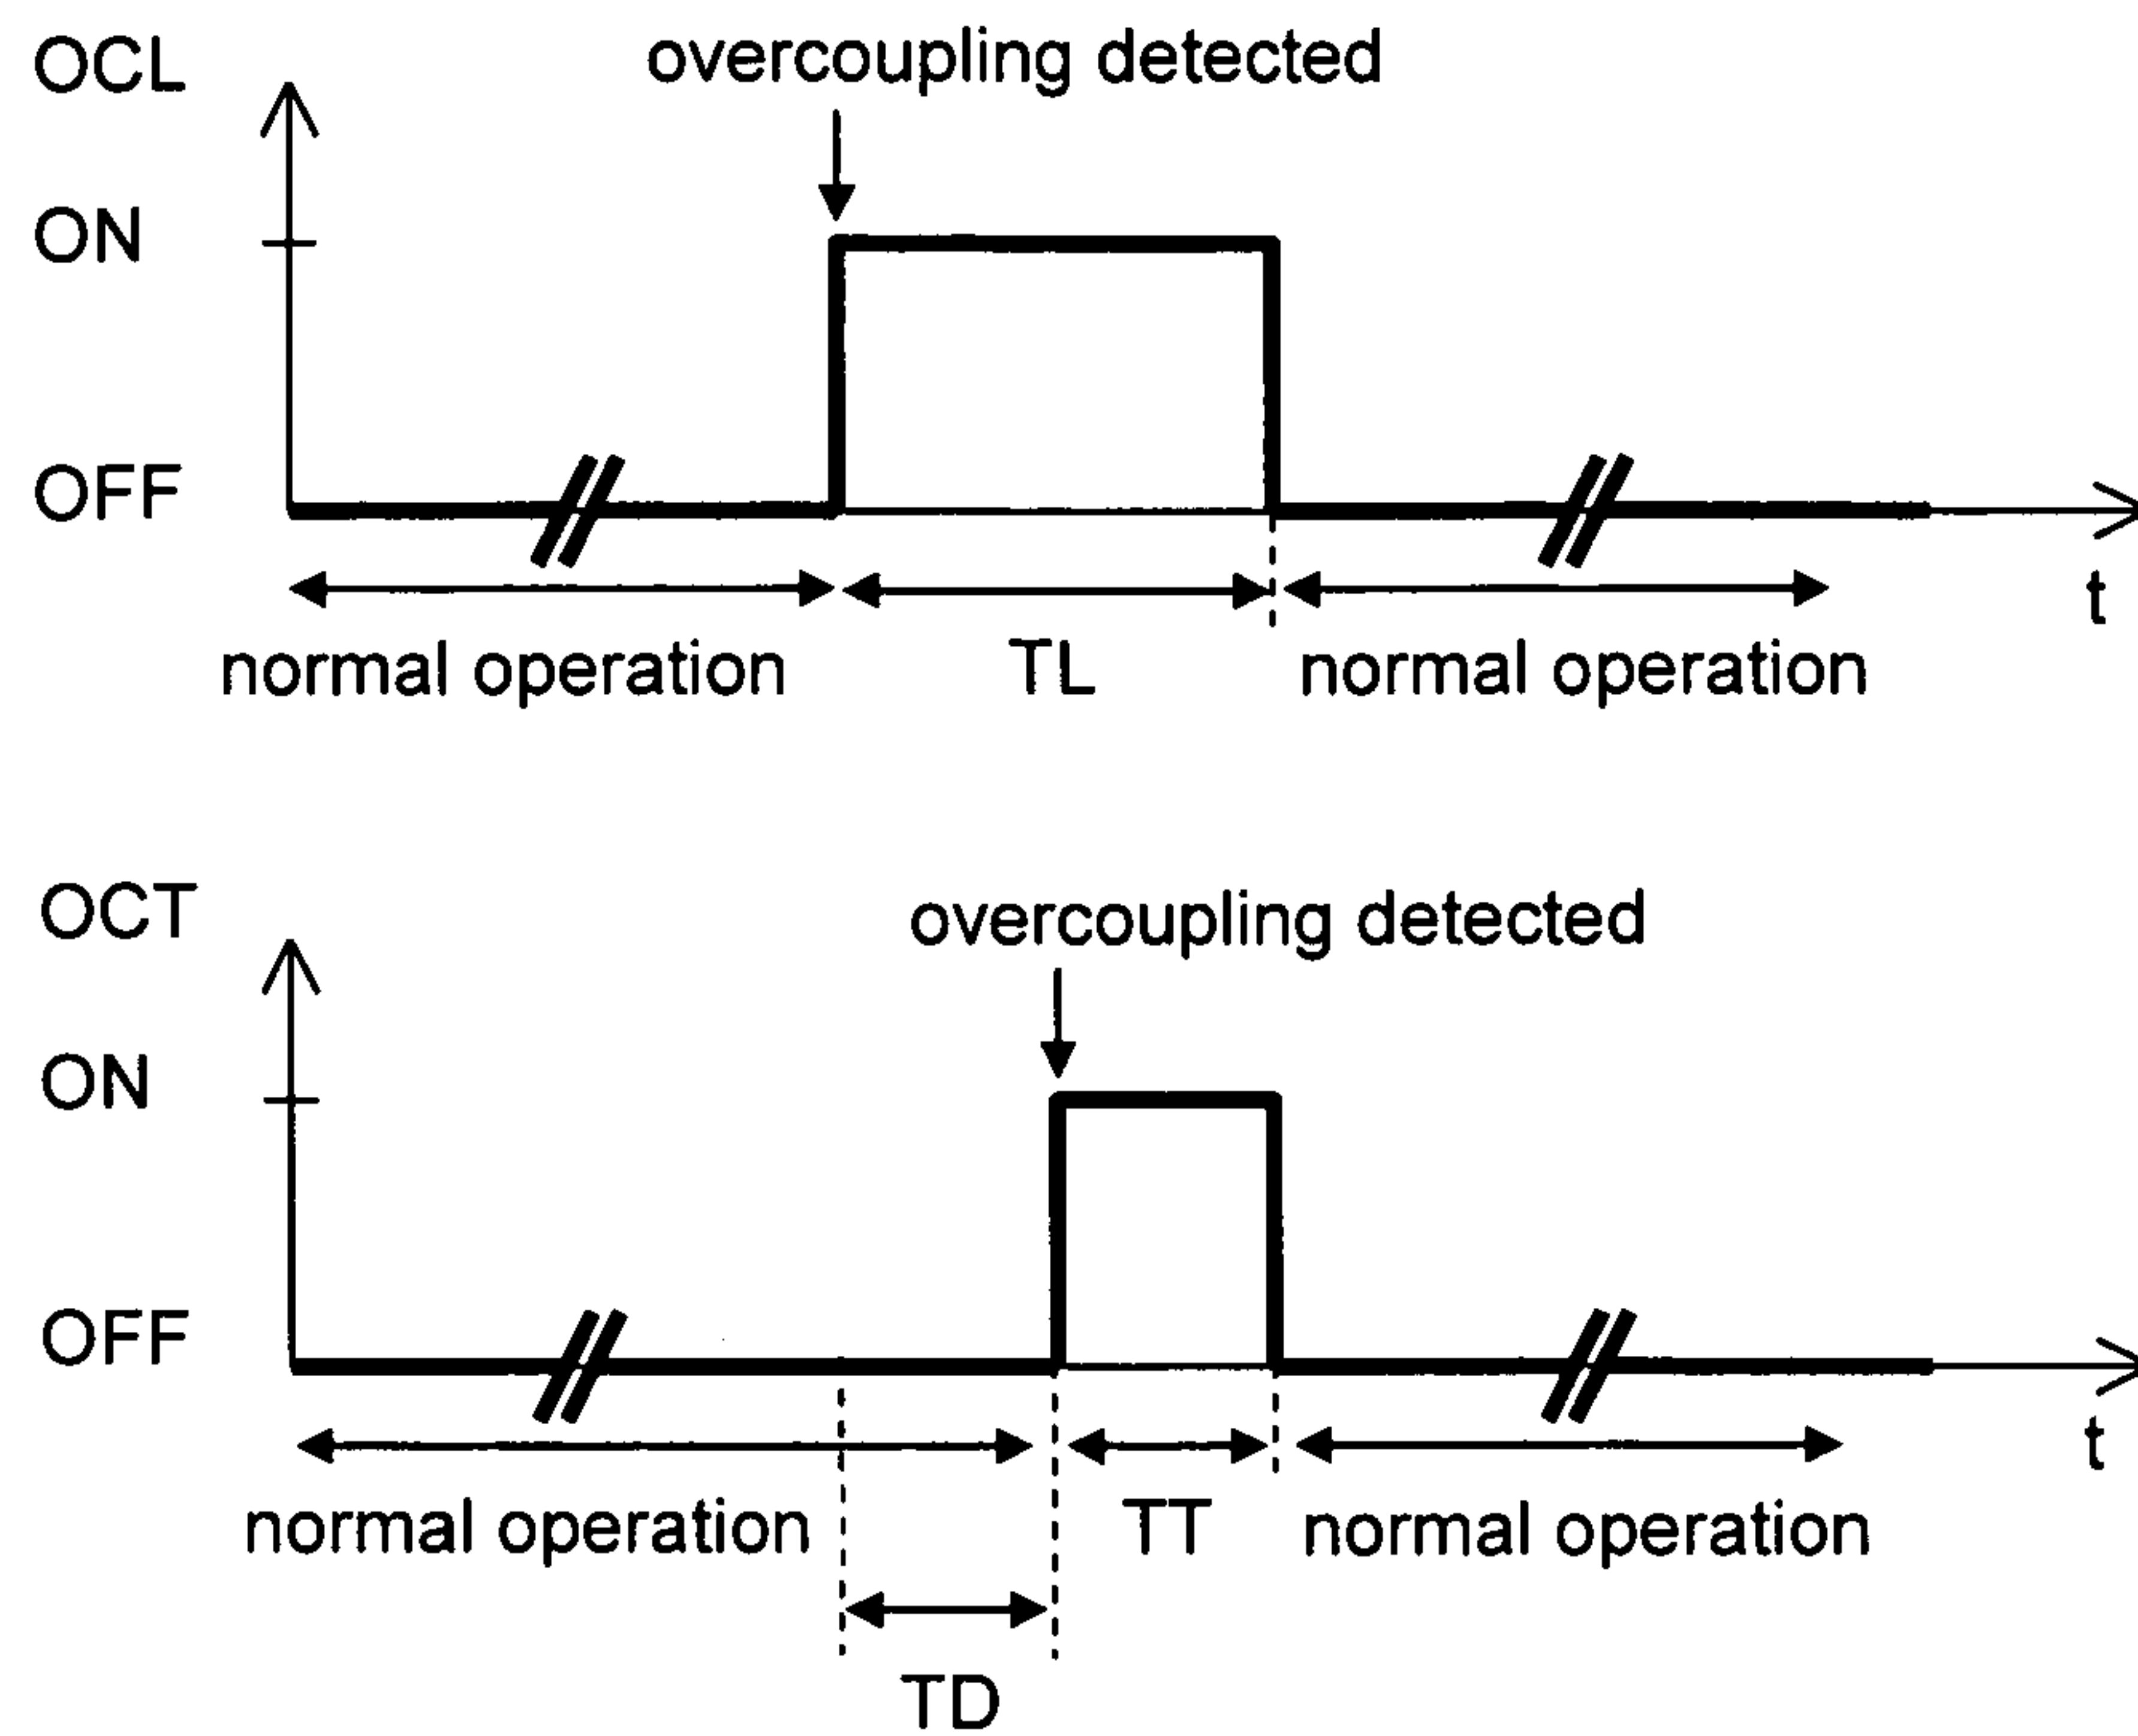 OCL
overcoupling detected
ON
OFF
t
normal operation TL normal operation
OCT
overcoupling detected
ON
OFF
t
normal operation TT normal operation
TD